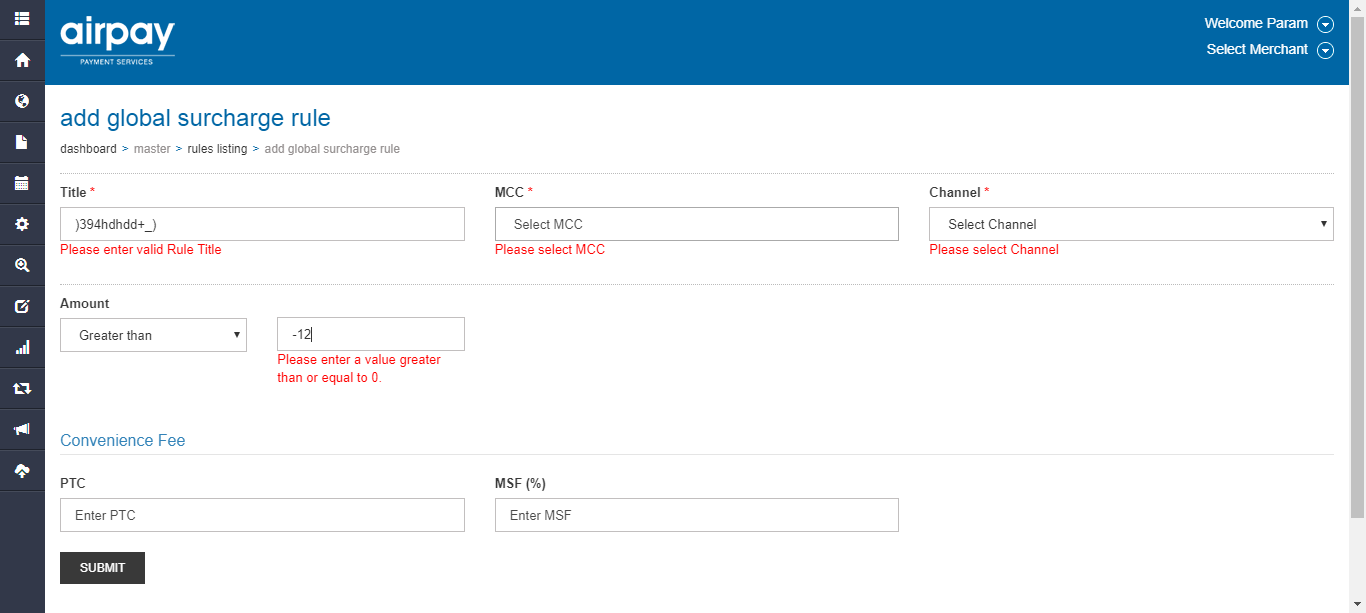 airpay
PAYMENT SERVICES
Welcome Param
Select Merchant
add global surcharge rule
dashboard > master > rules listing > add global surcharge rule
Title * MCC * Channel *
)394hdhdd+_) Select MCC Select Channel
Please enter valid Rule Title Please select MCC Please select Channel
Amount
Greater than -12
Please enter a value greater
than or equal to 0.
Convenience Fee
PTC MSF (%)
Enter PTC Enter MSF
SUBMIT